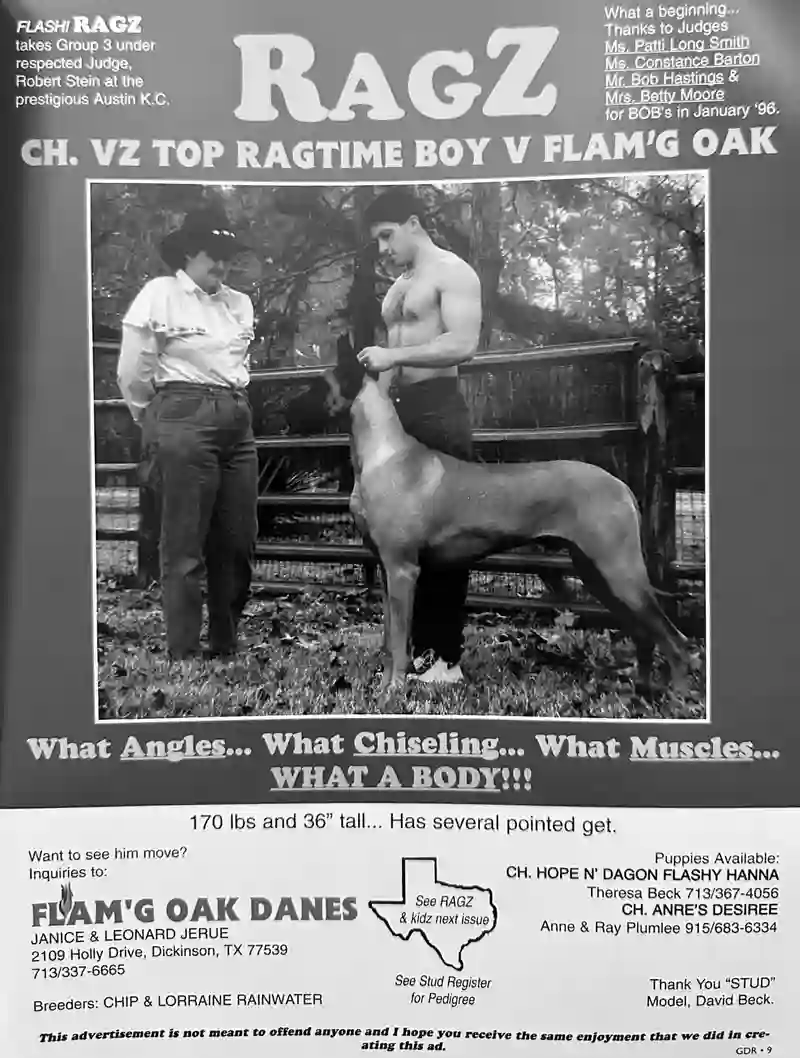 FLASH! RAGZ
takes Group 3 under
respected Judge,
Robert Stein at the
prestigious Austin K.C.
RAGZ
What a beginning...
Thanks to Judges
Ms. Patti Long Smith
Ms. Constance Barton
Mr. Bob Hastings &
Mrs. Betty Moore
for BOB's in January '96.
CH. VZ TOP RAGTIME BOY V FLAM'G OAK
What Angles... What Chiseling... What Muscles...
WHAT A BODY!!!
170 lbs and 36" tall... Has several pointed get.
Want to see him move?
Inquiries to:
FLAM'G OAK DANES
JANICE & LEONARD JERUE
2109 Holly Drive, Dickinson, TX 77539
713/337-6665
Breeders: CHIP & LORRAINE RAINWATER
See RAGZ
& kidz next issue
See Stud Register
for Pedigree
Puppies Available:
CH. HOPE N' DAGON FLASHY HANNA
Theresa Beck 713/367-4056
CH. ANRE'S DESIREE
Anne & Ray Plumlee 915/683-6334
Thank You "STUD"
Model, David Beck.
This advertisement is not meant to offend anyone and I hope you receive the same enjoyment that we did in cre-
ating this ad.
GDR • 9